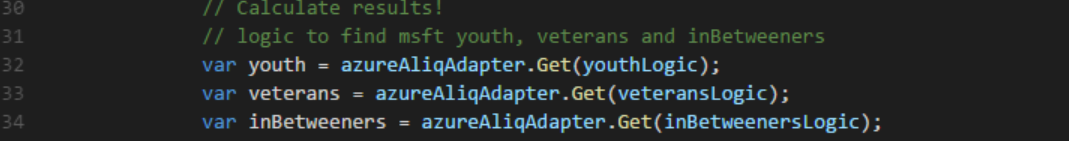 30 // Calculate results!
31 // logic to find msft youth, veterans and inBetweeners
32 var youth = azureAliqAdapter.Get(youthLogic);
33 var veterans = azureAliqAdapter.Get(veteransLogic);
34 var inBetweeners = azureAliqAdapter.Get(inBetweenersLogic);